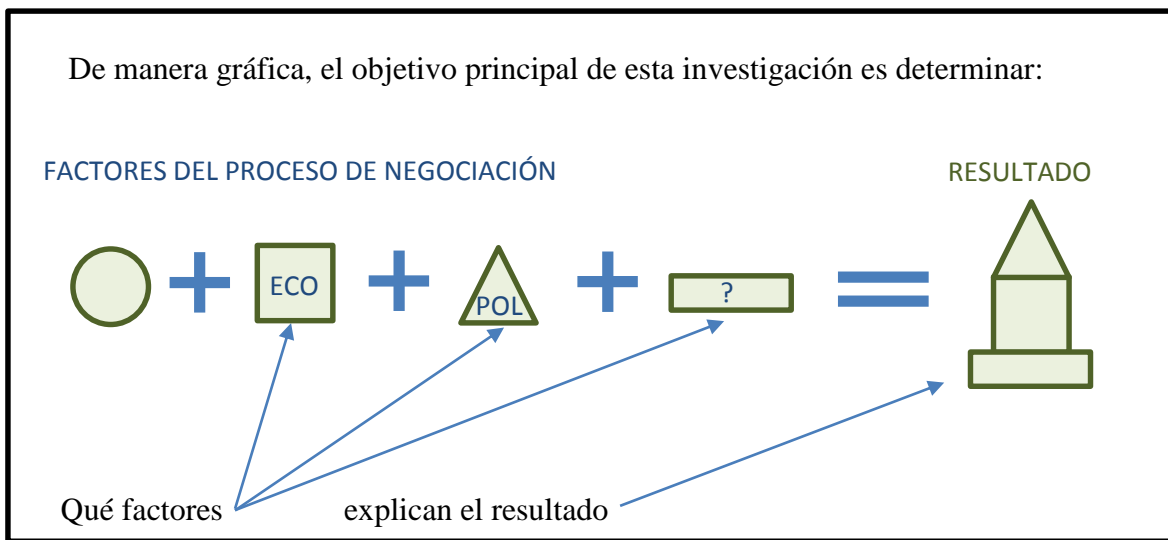 De manera gráfica, el objetivo principal de esta investigación es determinar:
FACTORES DEL PROCESO DE NEGOCIACIÓN
RESULTADO
ECO
POL
?
Qué factores
explican el resultado